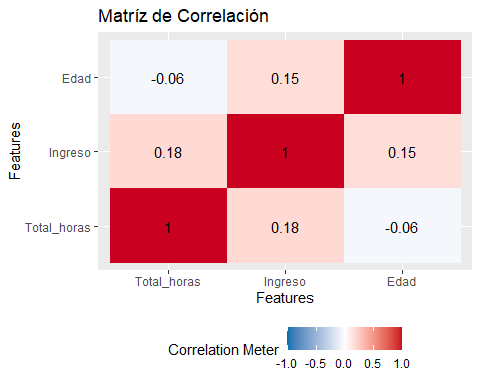 Matríz de Correlación
Features
Edad
-0.06
0.15
1
Ingreso
0.18
1
0.15
Total_horas
1
0.18
-0.06
Total_horas
Ingreso
Edad
Features
Correlation Meter
-1.0 -0.5 0.0 0.5 1.0